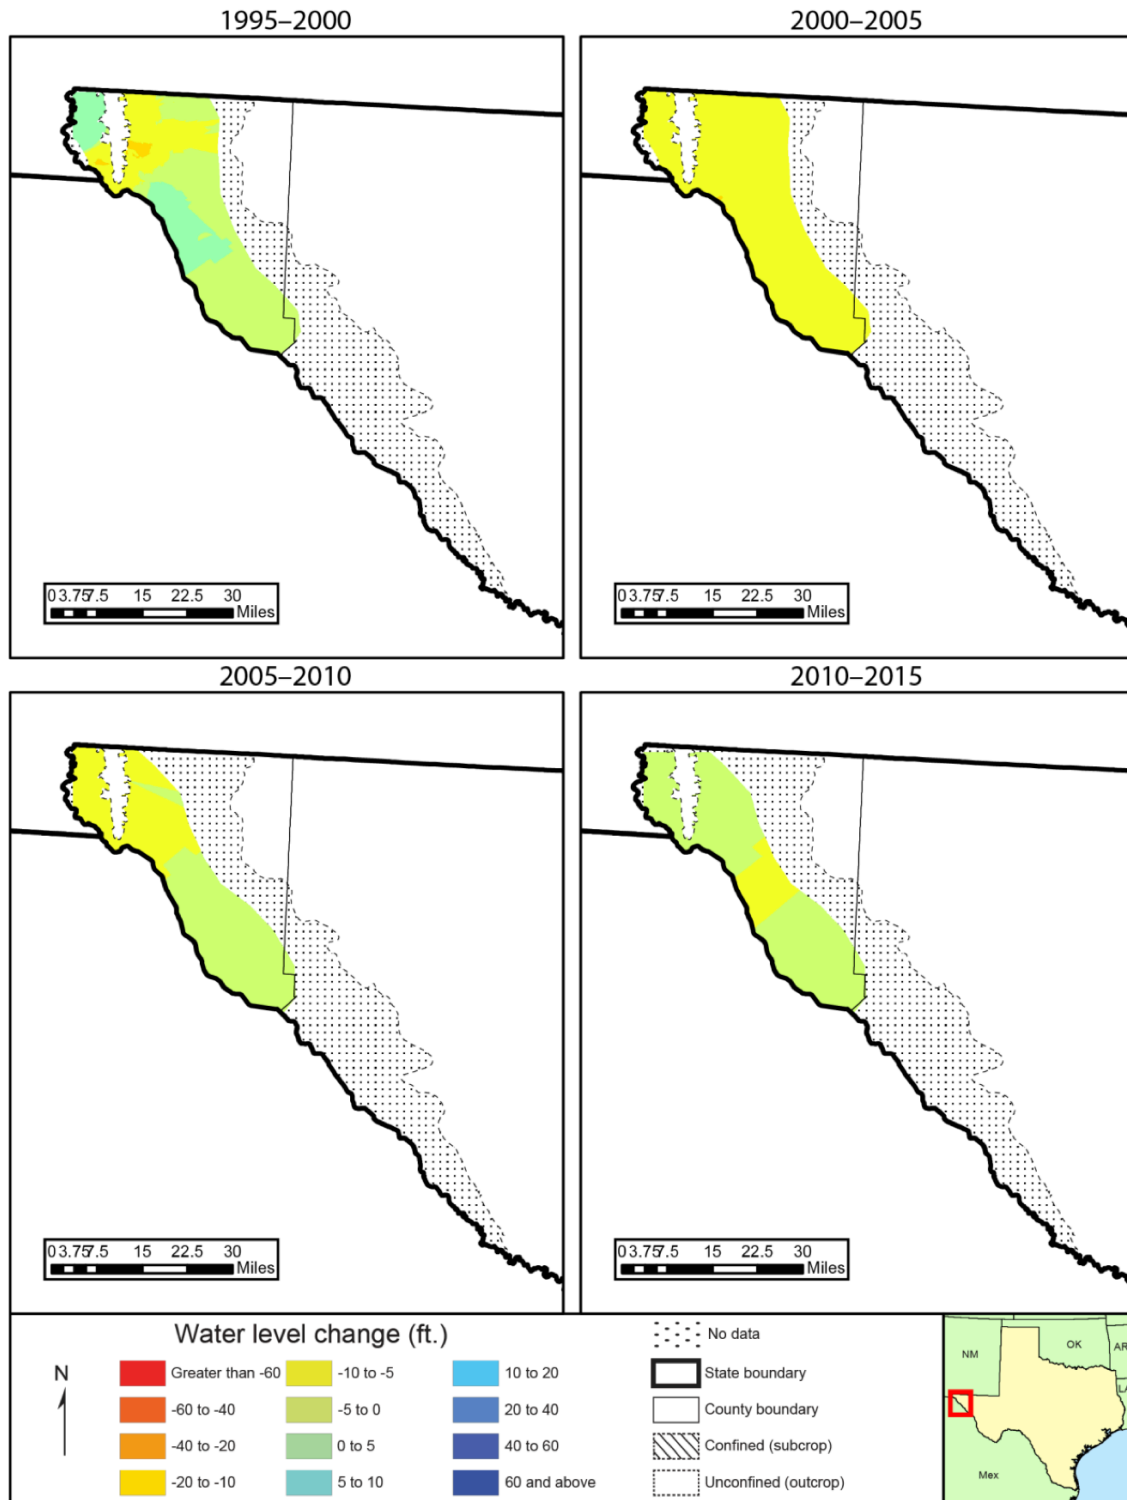 1995–2000
2000–2005
0 3.75 7.5 15 22.5 30
Miles
0 3.75 7.5 15 22.5 30
Miles
2005–2010
2010–2015
0 3.75 7.5 15 22.5 30
Miles
0 3.75 7.5 15 22.5 30
Miles
Water level change (ft.)
N
Greater than -60
-60 to -40
-40 to -20
-20 to -10
-10 to -5
-5 to 0
0 to 5
5 to 10
10 to 20
20 to 40
40 to 60
60 and above
No data
State boundary
County boundary
Confined (subcrop)
Unconfined (outcrop)
NM
OK
AR
LA
Mex